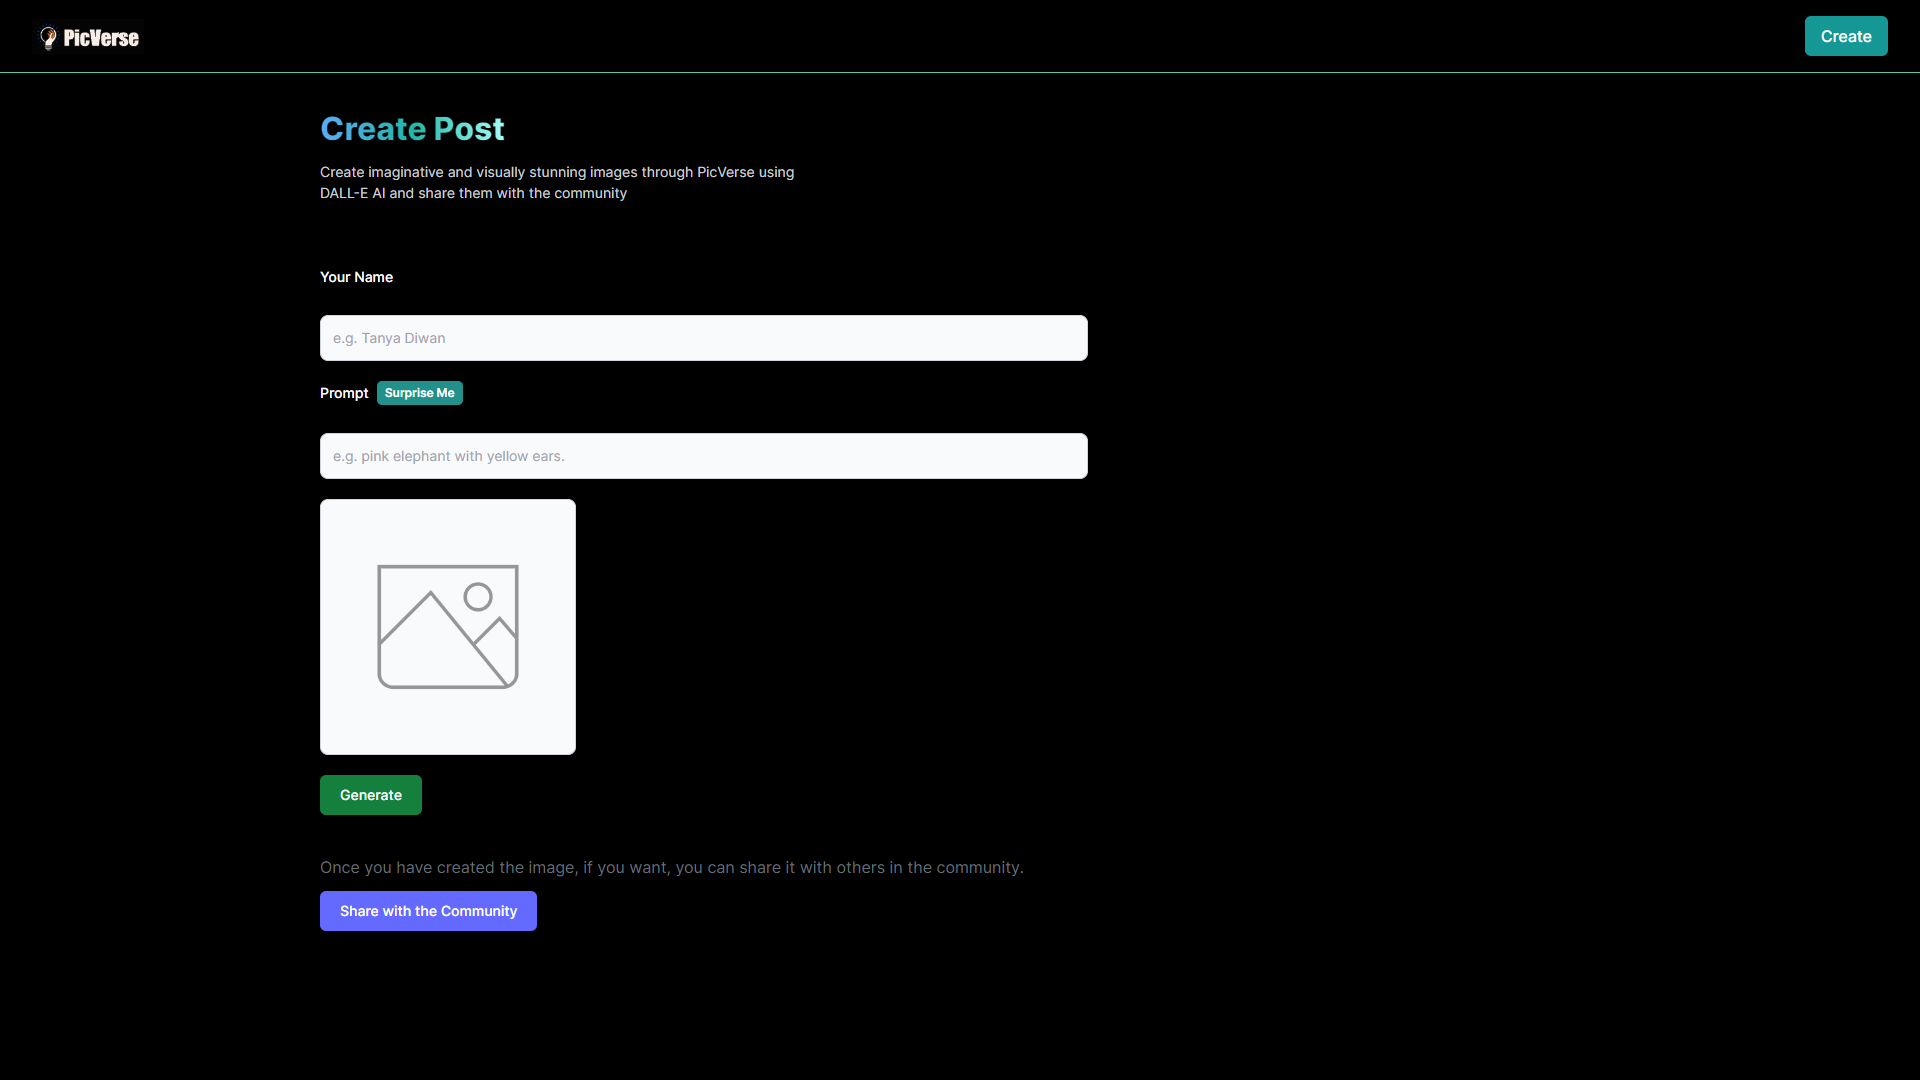 PicVerse
Create
Create Post
Create imaginative and visually stunning images through PicVerse using
DALL-E AI and share them with the community
Your Name
e.g. Tanya Diwan
Prompt Surprise Me
e.g. pink elephant with yellow ears.
Generate
Once you have created the image, if you want, you can share it with others in the community.
Share with the Community